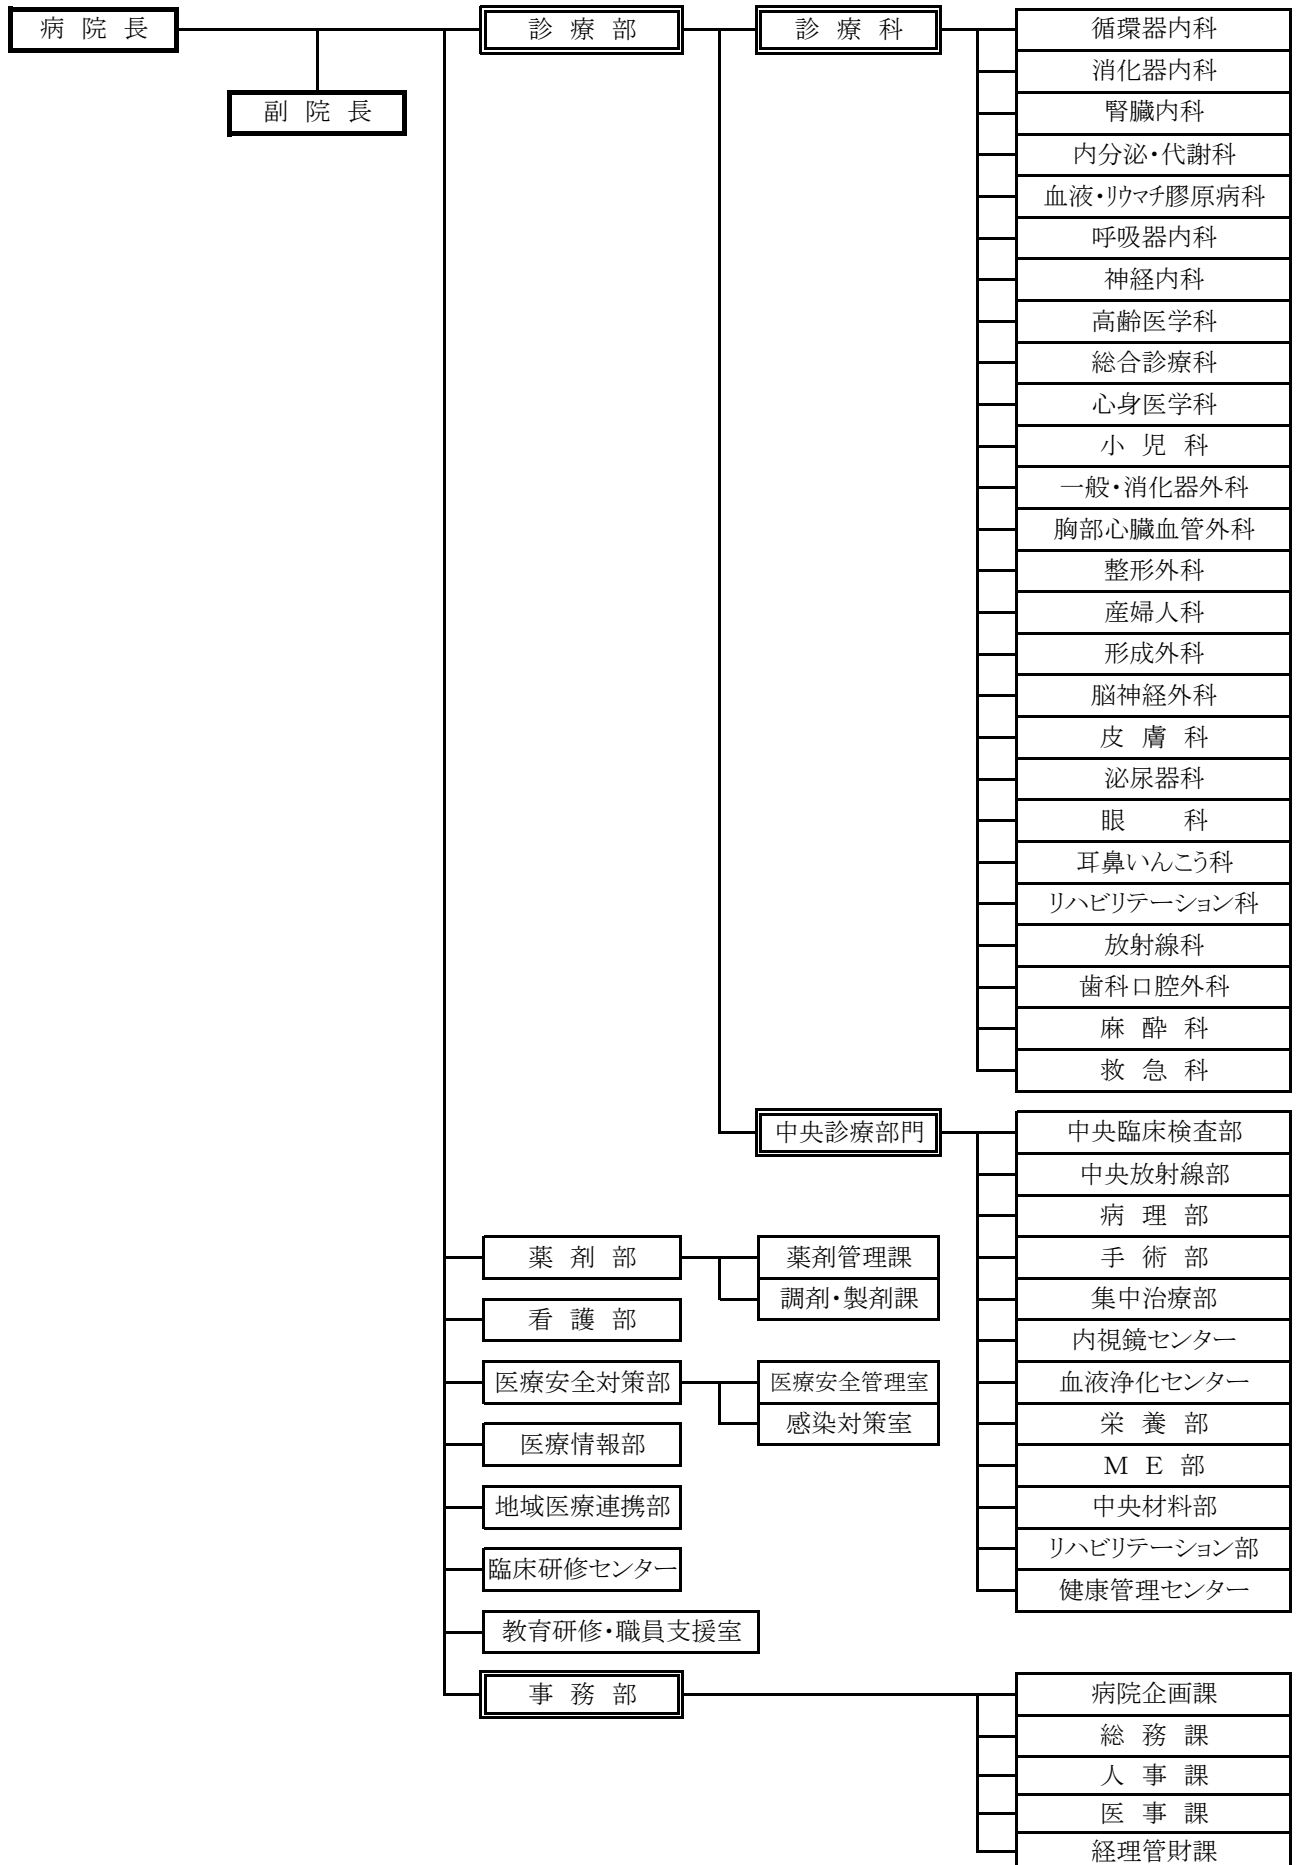 病 院 長
副 院 長
診 療 部
診 療 科
循環器内科
消化器内科
腎臓内科
内分泌・代謝科
血液・ﾘｳﾏﾁ膠原病科
呼吸器内科
神経内科
高齢医学科
総合診療科
心身医学科
小 児 科
一般・消化器外科
胸部心臓血管外科
整形外科
産婦人科
形成外科
脳神経外科
皮 膚 科
泌尿器科
眼 科
耳鼻いんこう科
リハビリテーション科
放射線科
歯科口腔外科
麻 酔 科
救 急 科
中央診療部門
中央臨床検査部
中央放射線部
病 理 部
手 術 部
集中治療部
内視鏡センター
血液浄化センター
栄 養 部
M E 部
中央材料部
リハビリテーション部
健康管理センター
薬 剤 部
薬剤管理課
調剤・製剤課
看 護 部
医療安全対策部
医療安全管理室
感染対策室
医療情報部
地域医療連携部
臨床研修センター
教育研修・職員支援室
事 務 部
病院企画課
総 務 課
人 事 課
医 事 課
経理管財課